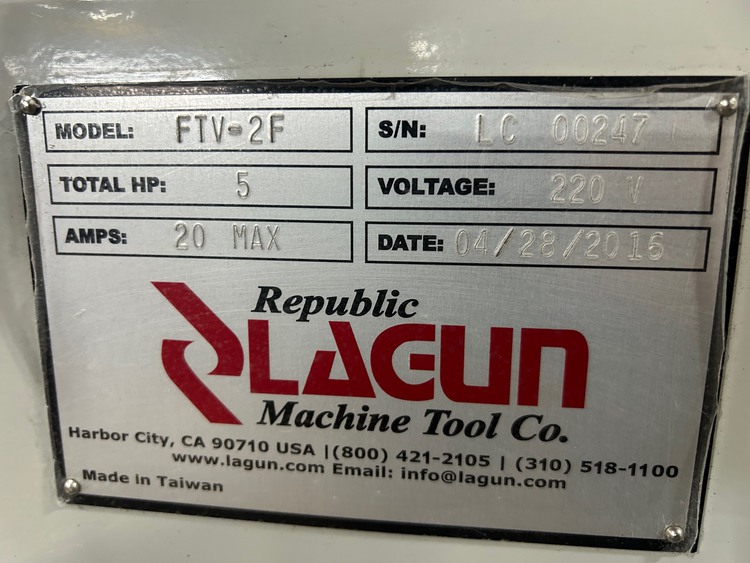 MODEL: FTV-2F
S/N: LC 00247
TOTAL HP: 5
VOLTAGE: 220 V
AMPS: 20 MAX
DATE: 04/28/2016
Republic
LAGUN
Machine Tool Co.
Harbor City, CA 90710 USA |(800) 421-2105 | (310) 518-1100
www.lagun.com Email: info@lagun.com
Made in Taiwan